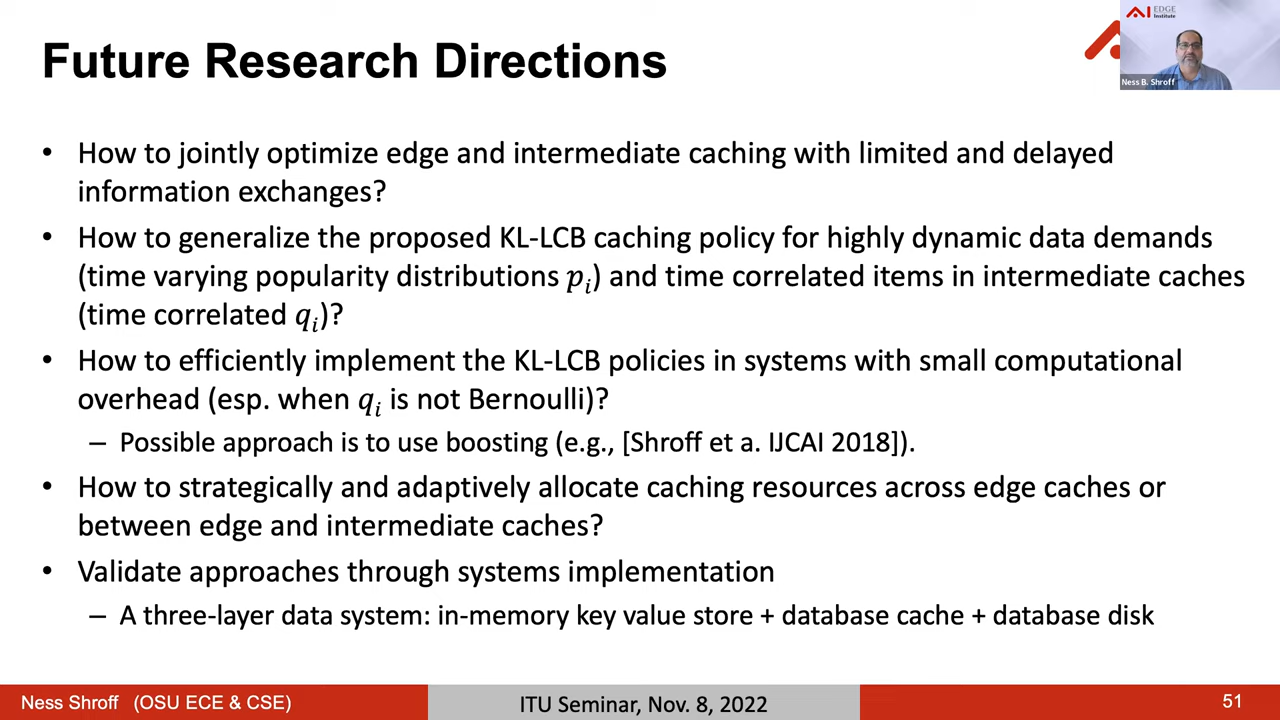 Future Research Directions
AI EDGE
Institute
Ness B. Shroff
• How to jointly optimize edge and intermediate caching with limited and delayed
information exchanges?
• How to generalize the proposed KL-LCB caching policy for highly dynamic data demands
(time varying popularity distributions pᵢ) and time correlated items in intermediate caches
(time correlated qᵢ)?
• How to efficiently implement the KL-LCB policies in systems with small computational
overhead (esp. when qᵢ is not Bernoulli)?
– Possible approach is to use boosting (e.g., [Shroff et a. IJCAI 2018]).
• How to strategically and adaptively allocate caching resources across edge caches or
between edge and intermediate caches?
• Validate approaches through systems implementation
– A three-layer data system: in-memory key value store + database cache + database disk
Ness Shroff (OSU ECE & CSE)
ITU Seminar, Nov. 8, 2022
51